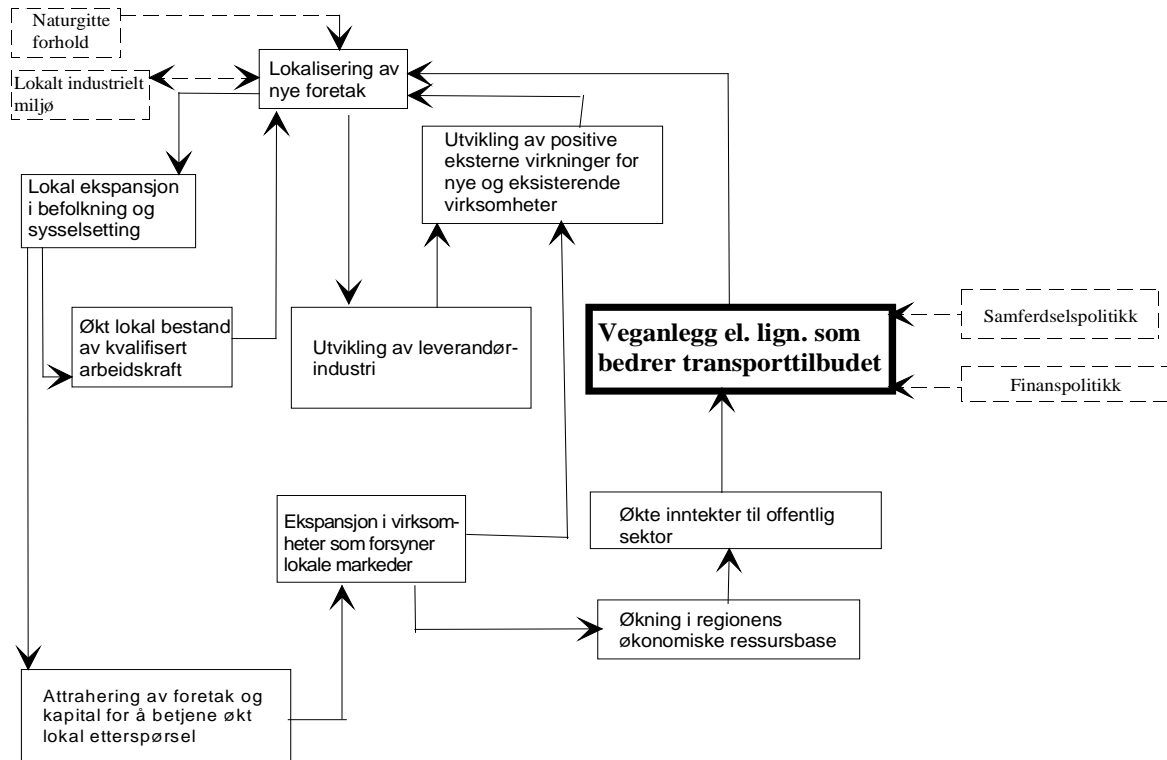 Naturgitte
forhold
Lokalt industrielt
miljø
Lokalisering av
nye foretak
Utvikling av positive
eksterne virkninger for
nye og eksisterende
virksomheter
Lokal ekspansjon
i befolkning og
sysselsetting
Økt lokal bestand
av kvalifisert
arbeidskraft
Utvikling av leverandør-
industri
Veganlegg el. lign. som
bedrer transporttilbudet
Samferdselspolitikk
Finanspolitikk
Ekspansjon i virksom-
heter som forsyner
lokale markeder
Økte inntekter til offentlig
sektor
Økning i regionens
økonomiske ressursbase
Attrahering av foretak og
kapital for å betjene økt
lokal etterspørsel